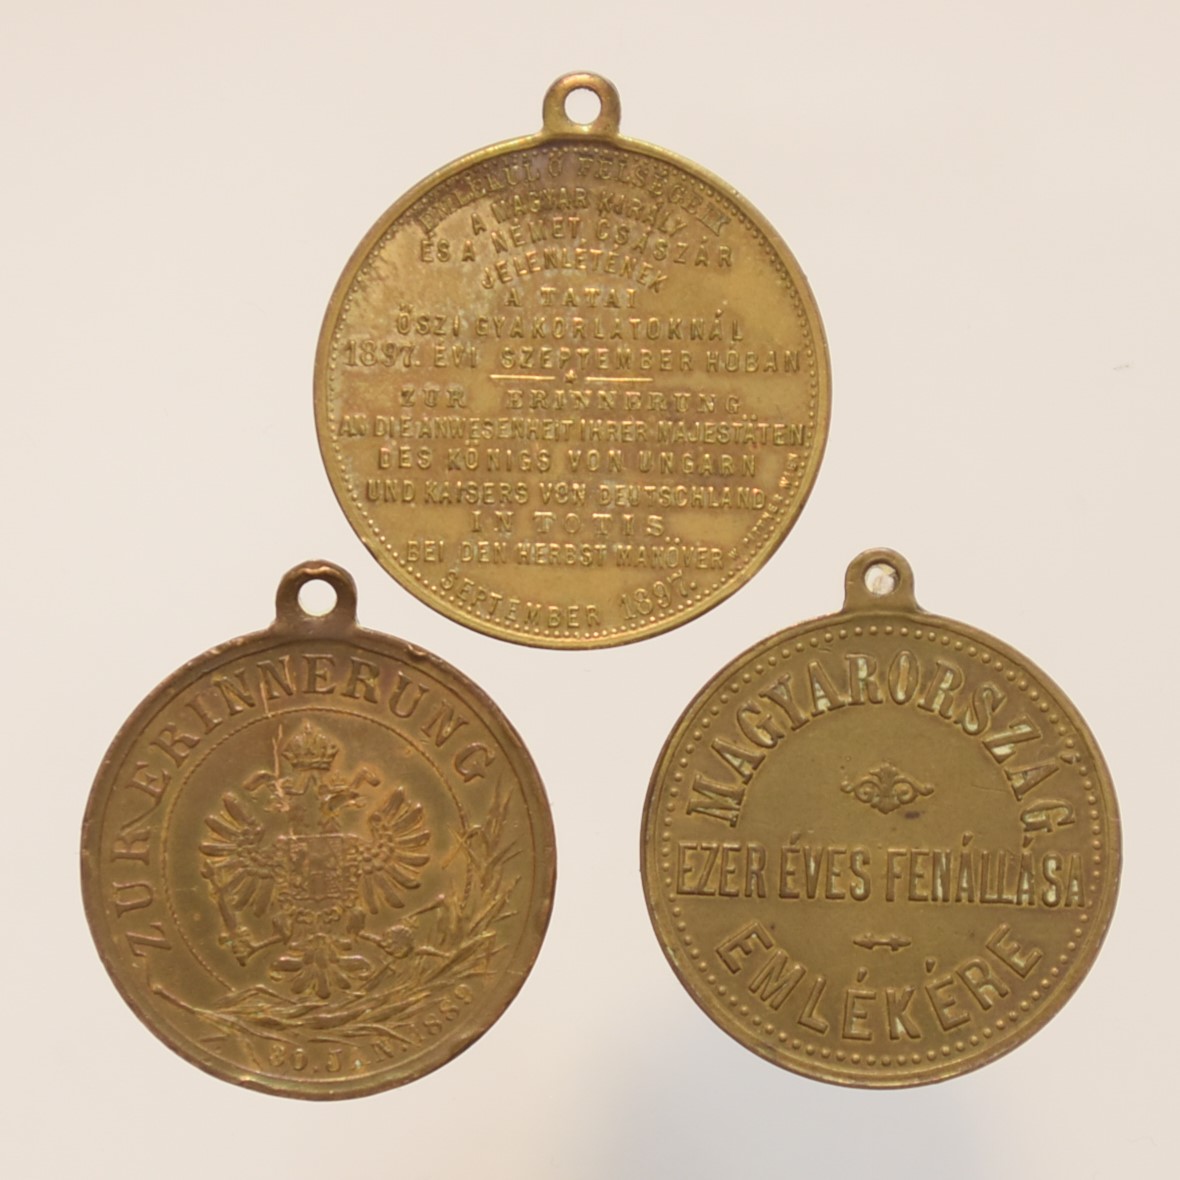 EMLÉKÜL Ő FELSÉGEIK
A MAGYAR KIRÁLY
ÉS A NÉMET CSÁSZÁR
JELENLÉTÉNEK
A TATAI
ŐSZI GYAKORLATOKNÁL
1897. ÉVI SZEPTEMBER HÓBAN
ZUR ERINNERUNG
AN DIE ANWESENHEIT IHRER MAJESTÄTEN
DES KÖNIGS VON UNGARN
UND KAISERS VON DEUTSCHLAND
IN TOTIS
BEI DEN HERBST MANÖVER
SEPTEMBER 1897.
ZUR ERINNERUNG
30. JAN. 1889
MAGYARORSZÁG
EZER ÉVES FENÁLLÁSA
EMLÉKÉRE